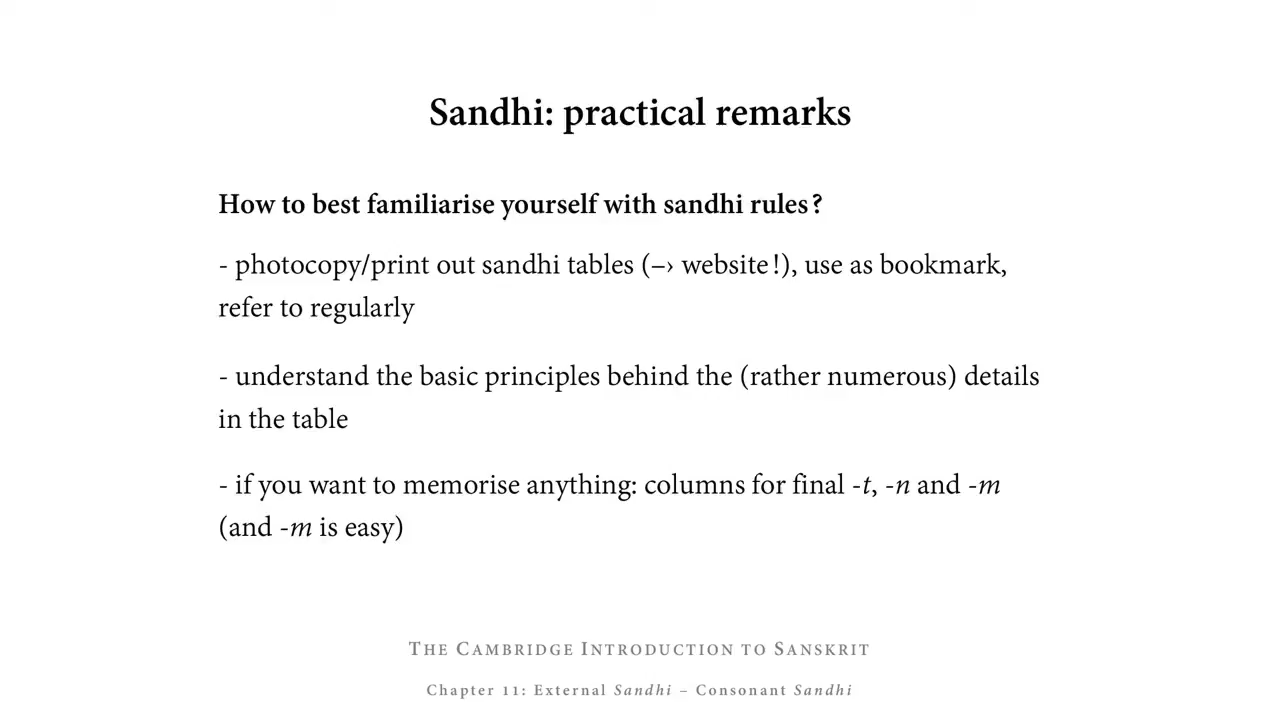 Sandhi: practical remarks
How to best familiarise yourself with sandhi rules?
- photocopy/print out sandhi tables (–› website!), use as bookmark,
refer to regularly
- understand the basic principles behind the (rather numerous) details
in the table
- if you want to memorise anything: columns for final -t, -n and -m
(and -m is easy)
The Cambridge Introduction to Sanskrit
Chapter 11: External Sandhi – Consonant Sandhi